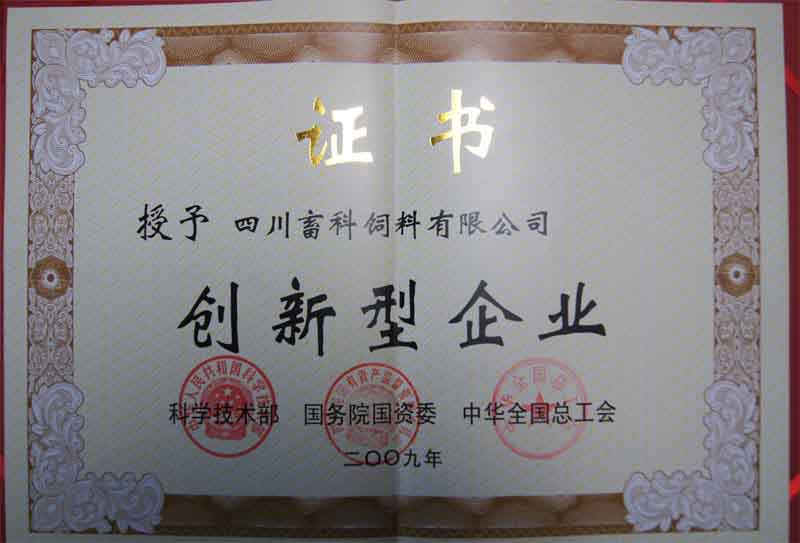 证书
授予 四川畜科饲料有限公司
创新型企业
科学技术部 国务院国资委 中华全国总工会
二〇〇九年